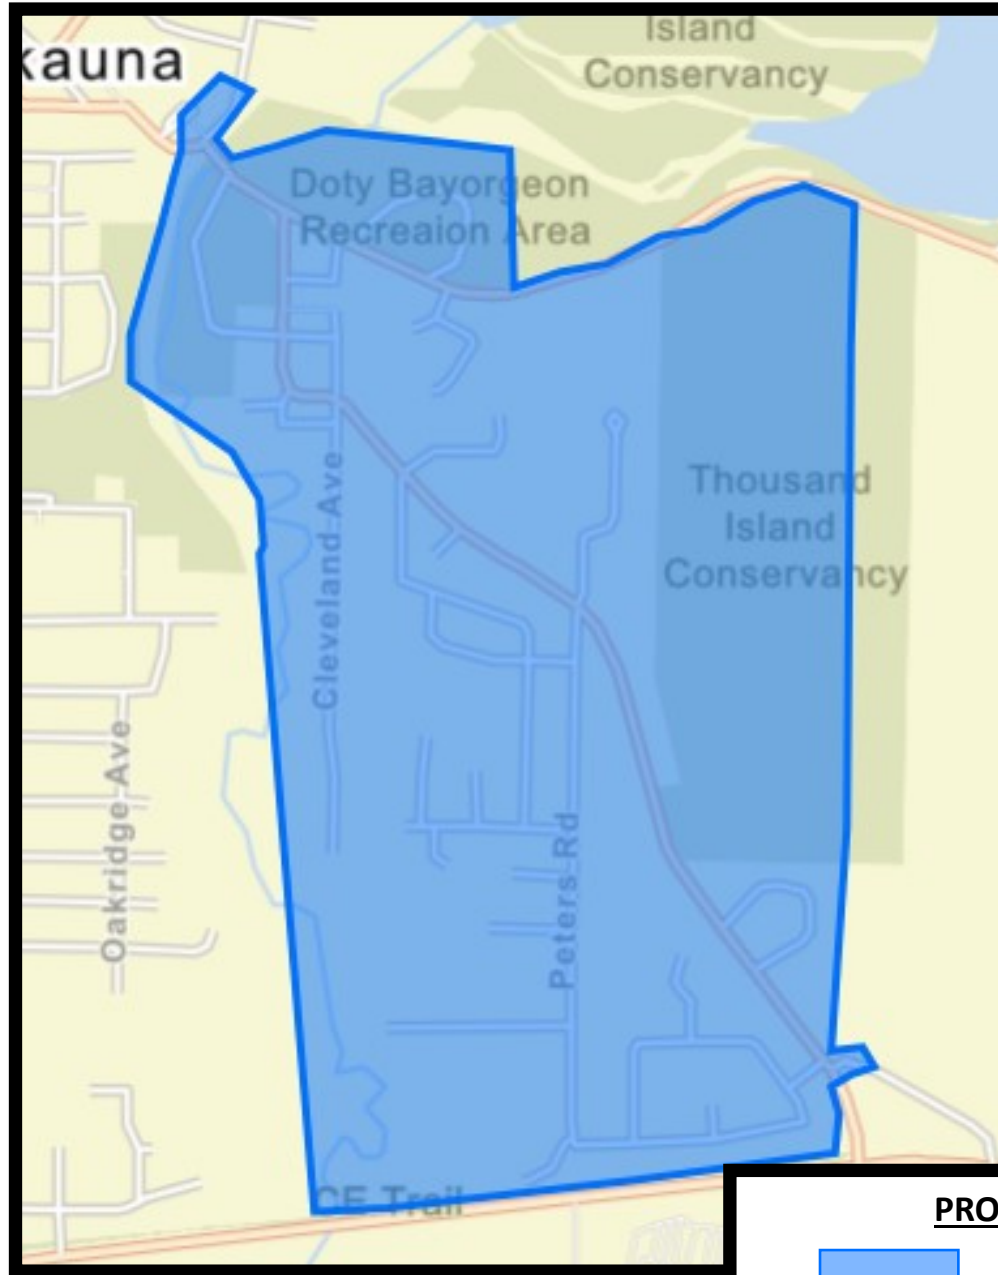 Island
Conservancy
kauna
Doty Bayorgeon
Recreaion Area
Thousand
Island
Conservancy
Cleveland Ave
Oakridge Ave
Peters Rd
CE Trail
PRO